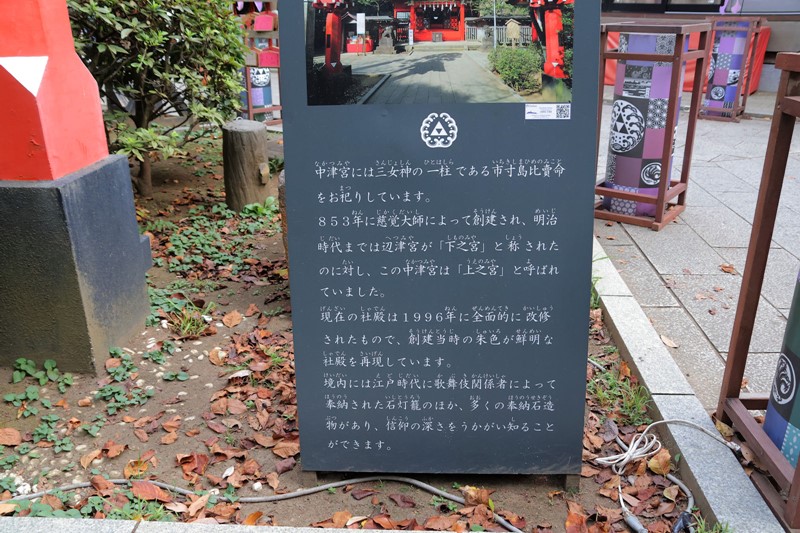 中津宮には三女神の一柱である市寸島比賣命
をお祀りしています。
853年に慈覚大師によって創建され、明治
時代までは辺津宮が「下之宮」と称された
のに対し、この中津宮は「上之宮」と呼ばれ
ていました。
現在の社殿は1996年に全面的に改修
されたもので、創建当時の朱色が鮮明な
社殿を再現しています。
境内には江戸時代に歌舞伎関係者によって
奉納された石灯籠のほか、多くの奉納石造
物があり、信仰の深さをうかがい知ること
ができます。